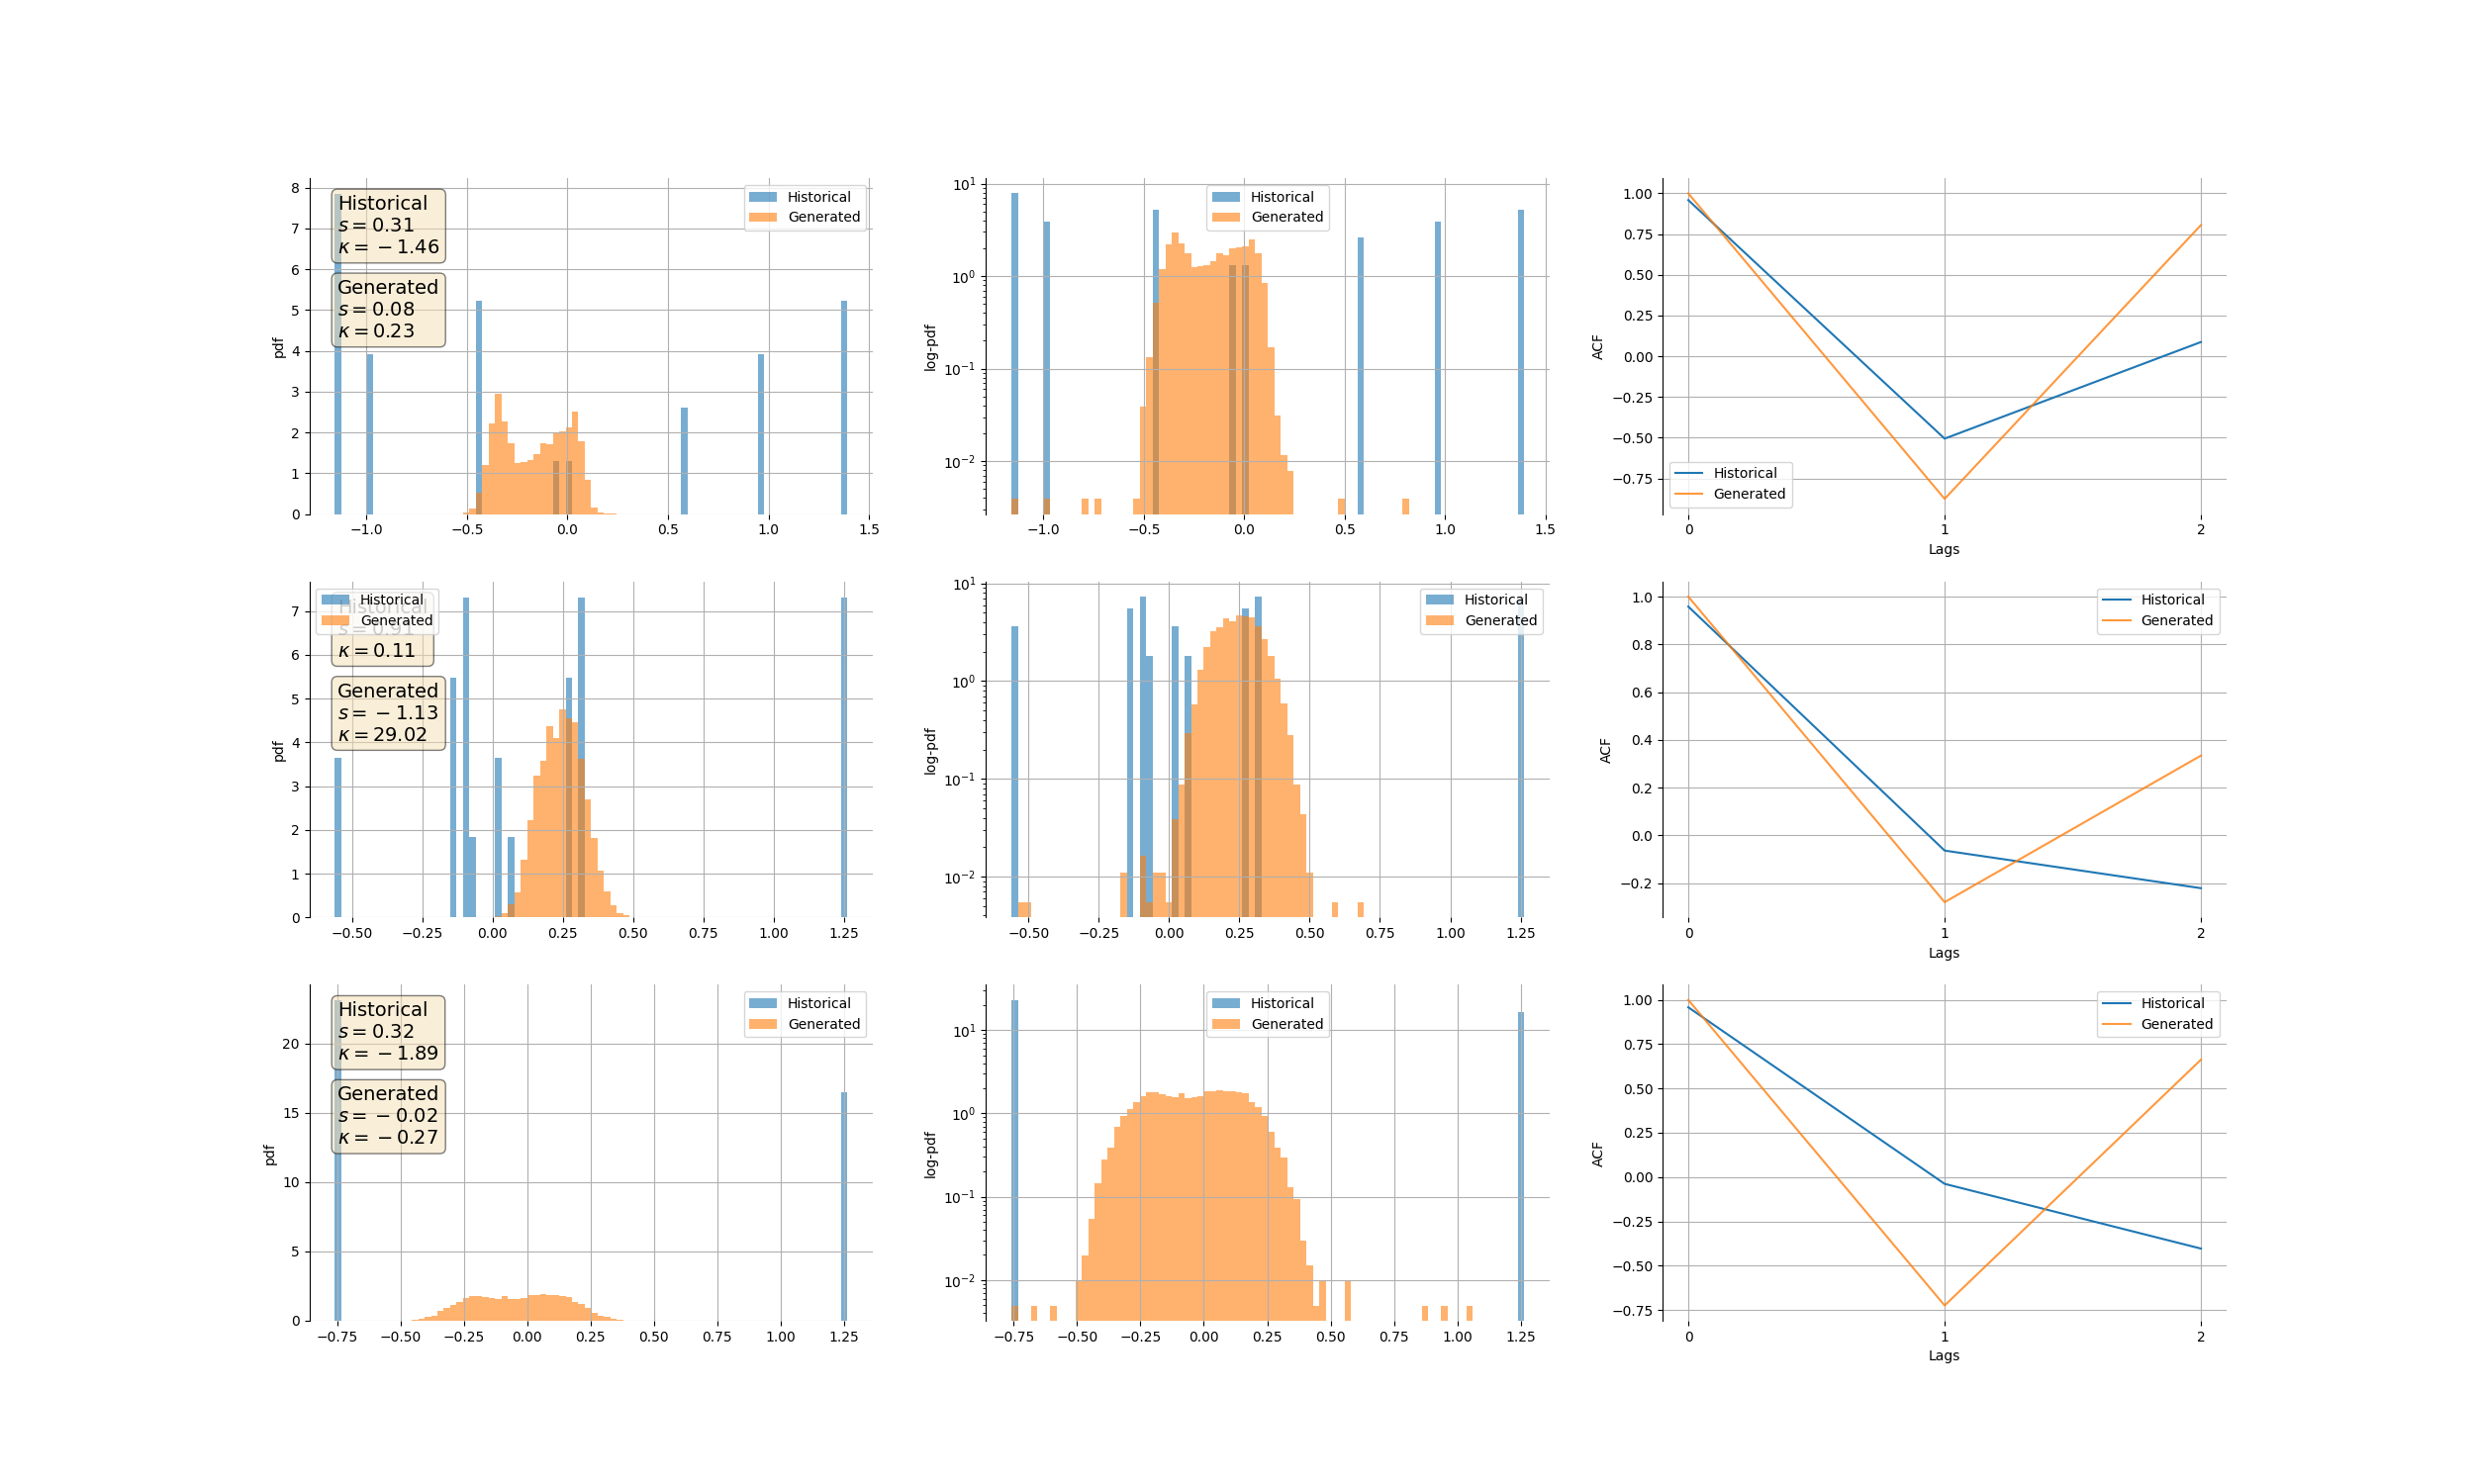 8
7
6
5
4
3
2
1
0
pdf
Historical
s = 0.31
κ = −1.46
Generated
s = 0.08
κ = 0.23
Historical
Generated
−1.0
−0.5
0.0
0.5
1.0
1.5
10¹
10⁰
10⁻¹
10⁻²
log-pdf
Historical
Generated
−1.0
−0.5
0.0
0.5
1.0
1.5
1.00
0.75
0.50
0.25
0.00
−0.25
−0.50
−0.75
ACF
Historical
Generated
0
1
2
Lags
7
6
5
4
3
2
1
0
pdf
Historical
Generated
Historical
s = 0.91
κ = 0.11
Generated
s = −1.13
κ = 29.02
−0.50
−0.25
0.00
0.25
0.50
0.75
1.00
1.25
10¹
10⁰
10⁻¹
10⁻²
log-pdf
Historical
Generated
−0.50
−0.25
0.00
0.25
0.50
0.75
1.00
1.25
1.0
0.8
0.6
0.4
0.2
0.0
−0.2
ACF
Historical
Generated
0
1
2
Lags
20
15
10
5
0
pdf
Historical
s = 0.32
κ = −1.89
Generated
s = −0.02
κ = −0.27
Historical
Generated
−0.75
−0.50
−0.25
0.00
0.25
0.50
0.75
1.00
1.25
10¹
10⁰
10⁻¹
10⁻²
log-pdf
Historical
Generated
−0.75
−0.50
−0.25
0.00
0.25
0.50
0.75
1.00
1.25
1.00
0.75
0.50
0.25
0.00
−0.25
−0.50
−0.75
ACF
Historical
Generated
0
1
2
Lags